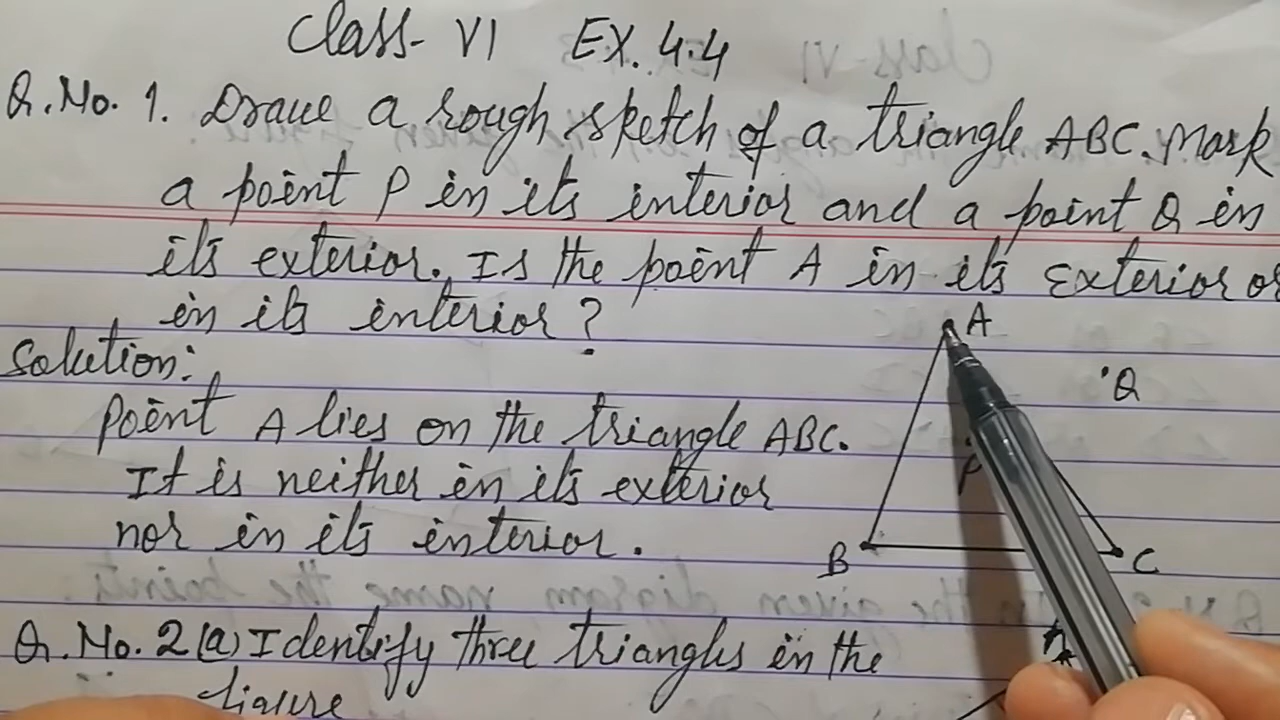 Class- VI EX. 4.4
Q. No. 1. Draw a rough sketch of a triangle ABC. Mark
a point P in its interior and a point Q in
its exterior. Is the point A in its Exterior or
in its interior?
A
Solution:
Q
Point A lies on the triangle ABC.
P
It is neither in its exterior
nor in its interior.
B C
Q. No. 2 (a) Identify three triangles in the
figure